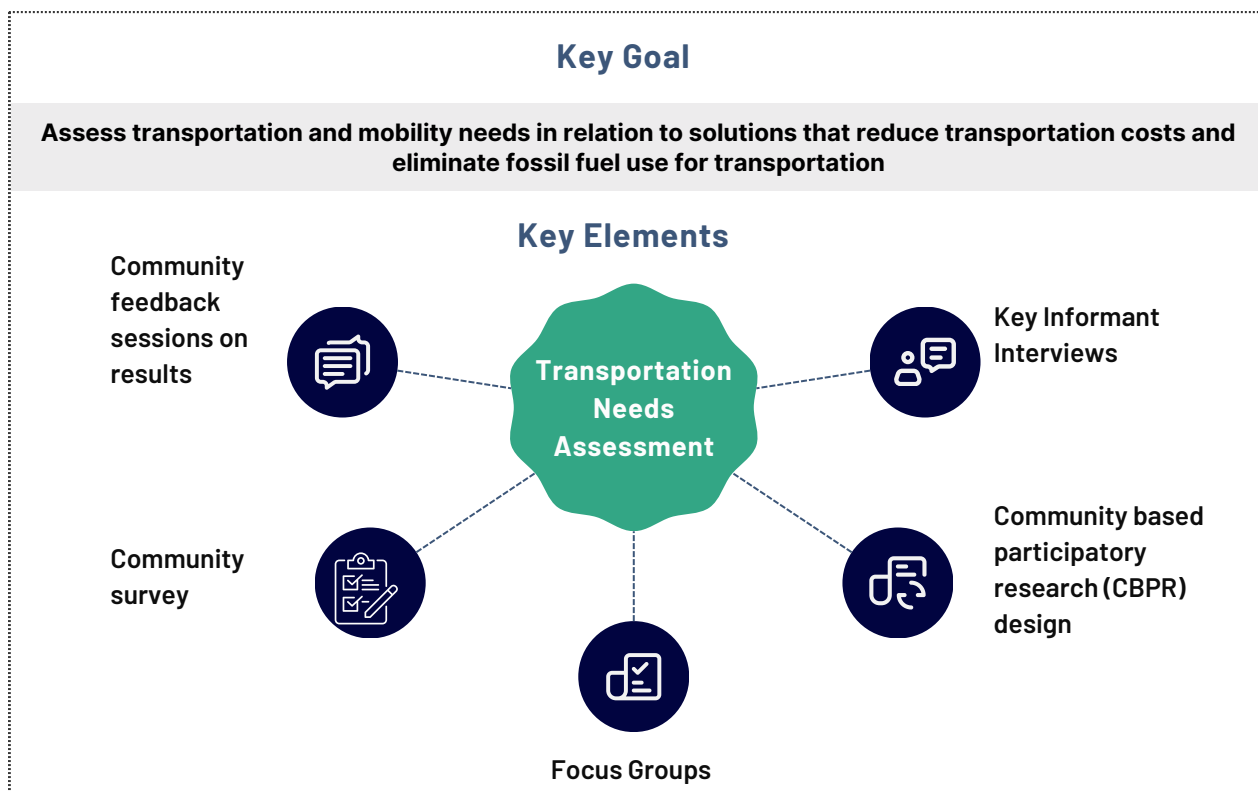 Key Goal
Assess transportation and mobility needs in relation to solutions that reduce transportation costs and
eliminate fossil fuel use for transportation
Key Elements
Community
feedback
sessions on
results
Transportation
Needs
Assessment
Key Informant
Interviews
Community
survey
Community based
participatory
research (CBPR)
design
Focus Groups